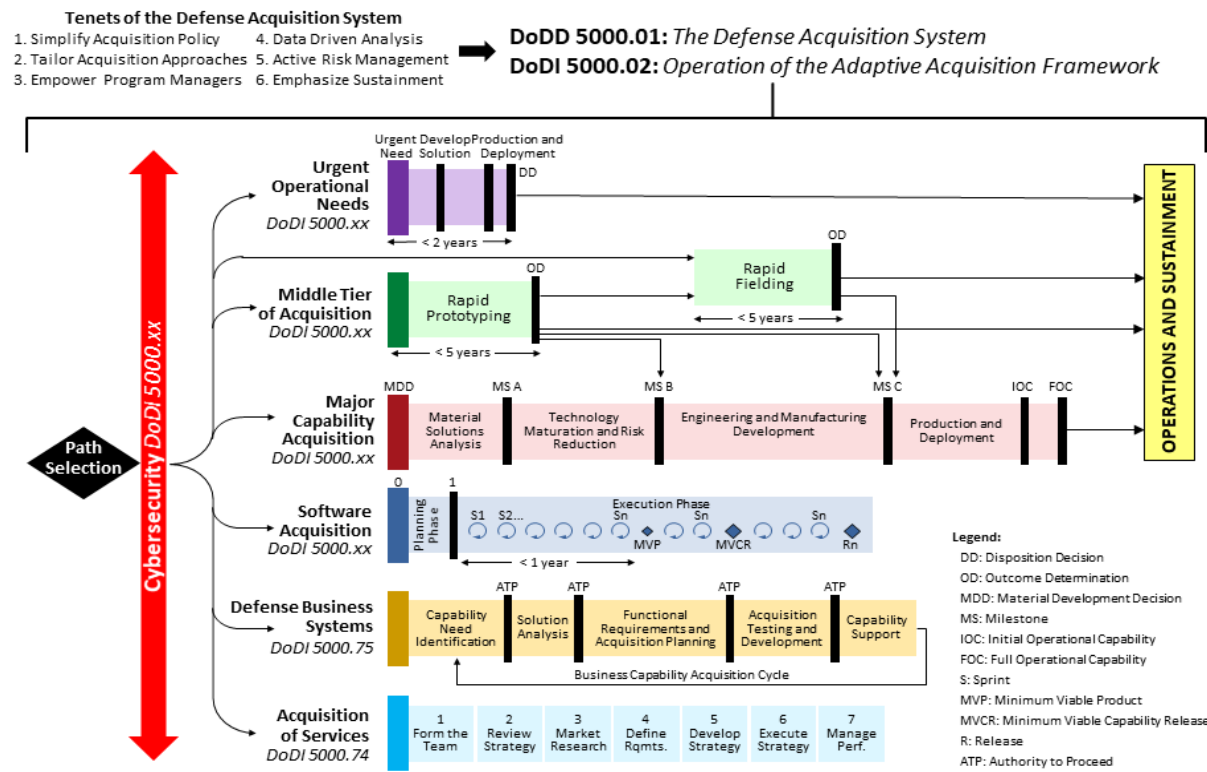 Tenets of the Defense Acquisition System
1. Simplify Acquisition Policy
2. Tailor Acquisition Approaches
3. Empower Program Managers
4. Data Driven Analysis
5. Active Risk Management
6. Emphasize Sustainment
DoDD 5000.01: The Defense Acquisition System
DoDI 5000.02: Operation of the Adaptive Acquisition Framework
Path
Selection
Cybersecurity DoDI 5000.xx
Urgent
Operational
Needs
DoDI 5000.xx
Urgent
Need
Develop
Solution
Production and
Deployment
DD
< 2 years
Middle Tier
of Acquisition
DoDI 5000.xx
Rapid
Prototyping
OD
< 5 years
Rapid
Fielding
OD
< 5 years
Major
Capability
Acquisition
DoDI 5000.xx
MDD
Material
Solutions
Analysis
MS A
Technology
Maturation and Risk
Reduction
MS B
Engineering and Manufacturing
Development
MS C
Production and
Deployment
IOC
FOC
OPERATIONS AND SUSTAINMENT
Software
Acquisition
DoDI 5000.xx
0
Planning
Phase
1
Execution Phase
S1
S2...
Sn
MVP
Sn
MVCR
Sn
Rn
< 1 year
Defense Business
Systems
DoDI 5000.75
Capability
Need
Identification
ATP
Solution
Analysis
ATP
Functional
Requirements and
Acquisition Planning
ATP
Acquisition
Testing and
Development
ATP
Capability
Support
Business Capability Acquisition Cycle
Acquisition
of Services
DoDI 5000.74
1
Form the
Team
2
Review
Strategy
3
Market
Research
4
Define
Rqmts.
5
Develop
Strategy
6
Execute
Strategy
7
Manage
Perf.
Legend:
DD: Disposition Decision
OD: Outcome Determination
MDD: Material Development Decision
MS: Milestone
IOC: Initial Operational Capability
FOC: Full Operational Capability
S: Sprint
MVP: Minimum Viable Product
MVCR: Minimum Viable Capability Release
R: Release
ATP: Authority to Proceed